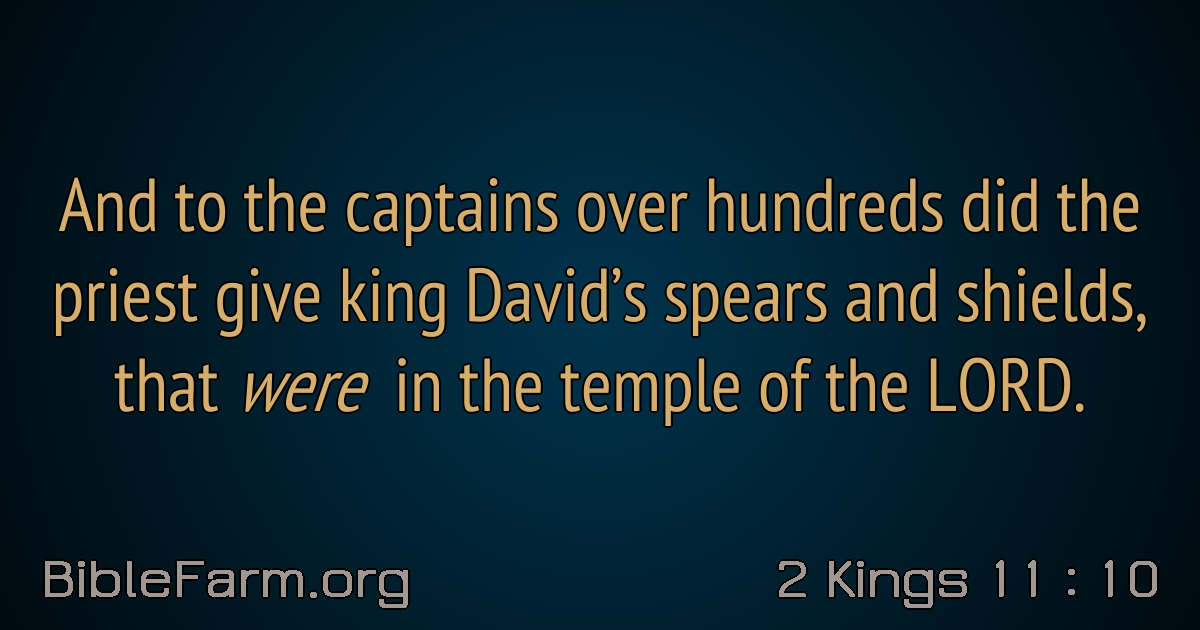 And to the captains over hundreds did the
priest give king David’s spears and shields,
that were in the temple of the LORD.
BibleFarm.org
2 Kings 11 : 10